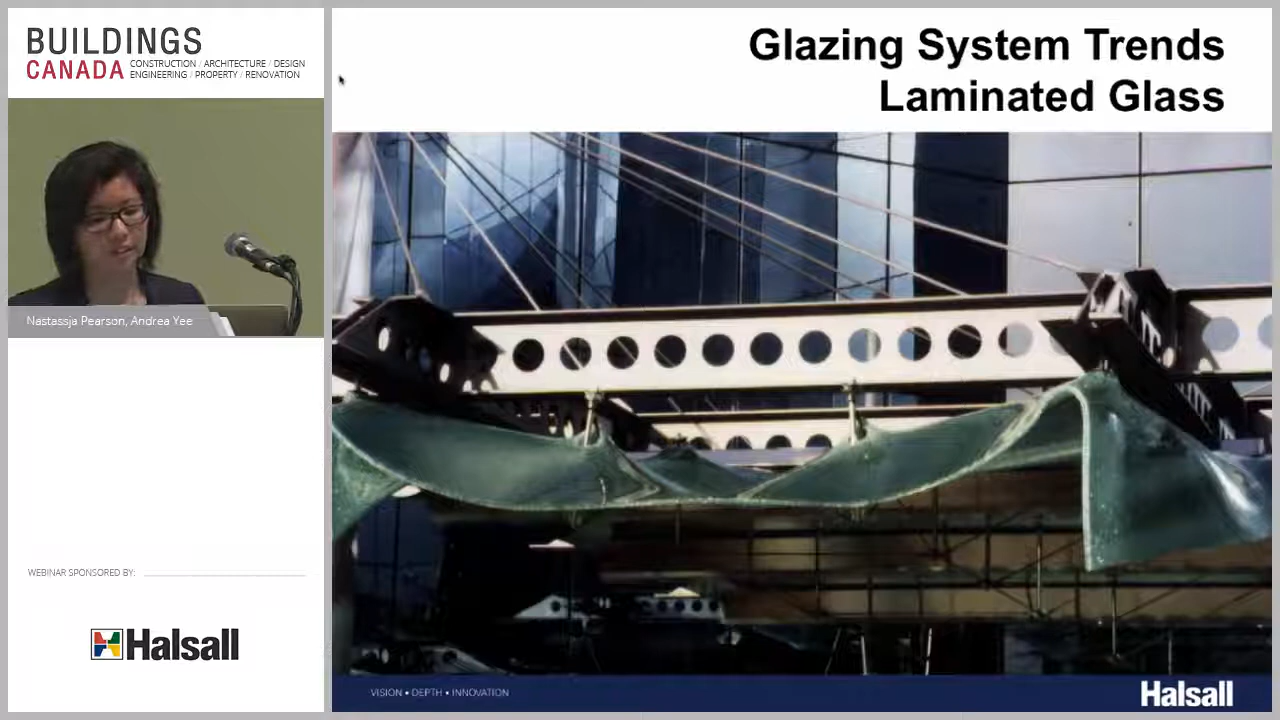 BUILDINGS
CANADA
CONSTRUCTION / ARCHITECTURE / DESIGN
ENGINEERING / PROPERTY / RENOVATION
Nastassja Pearson, Andrea Yee
WEBINAR SPONSORED BY:
Halsall
Glazing System Trends
Laminated Glass
VISION • DEPTH • INNOVATION
Halsall